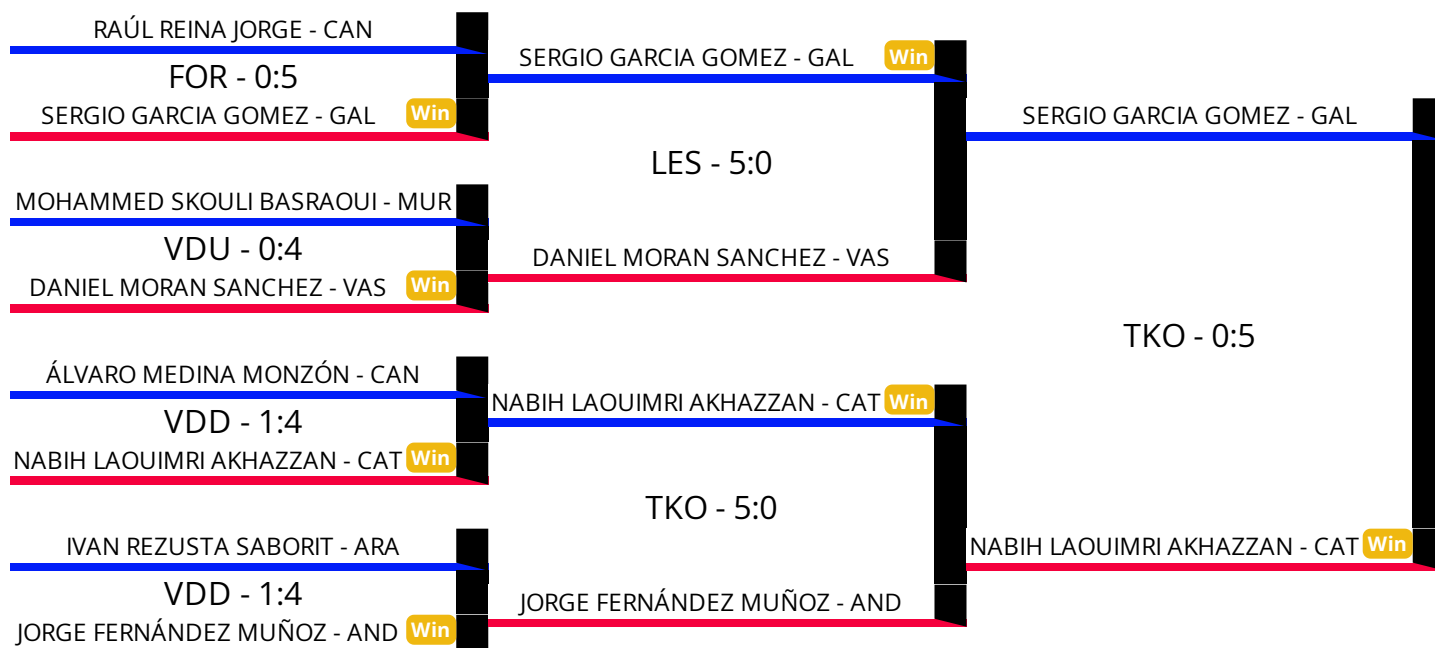 RAÚL REINA JORGE - CAN
FOR - 0:5
SERGIO GARCIA GOMEZ - GAL Win
MOHAMMED SKOULI BASRAOUI - MUR
VDU - 0:4
DANIEL MORAN SANCHEZ - VAS Win
ÁLVARO MEDINA MONZÓN - CAN
VDD - 1:4
NABIH LAOUIMRI AKHAZZAN - CAT Win
IVAN REZUSTA SABORIT - ARA
VDD - 1:4
JORGE FERNÁNDEZ MUÑOZ - AND Win
SERGIO GARCIA GOMEZ - GAL Win
LES - 5:0
DANIEL MORAN SANCHEZ - VAS
NABIH LAOUIMRI AKHAZZAN - CAT Win
TKO - 5:0
JORGE FERNÁNDEZ MUÑOZ - AND
SERGIO GARCIA GOMEZ - GAL
TKO - 0:5
NABIH LAOUIMRI AKHAZZAN - CAT Win